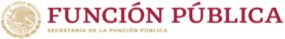 FUNCIÓN PÚBLICA
SECRETARÍA DE LA FUNCIÓN PÚBLICA